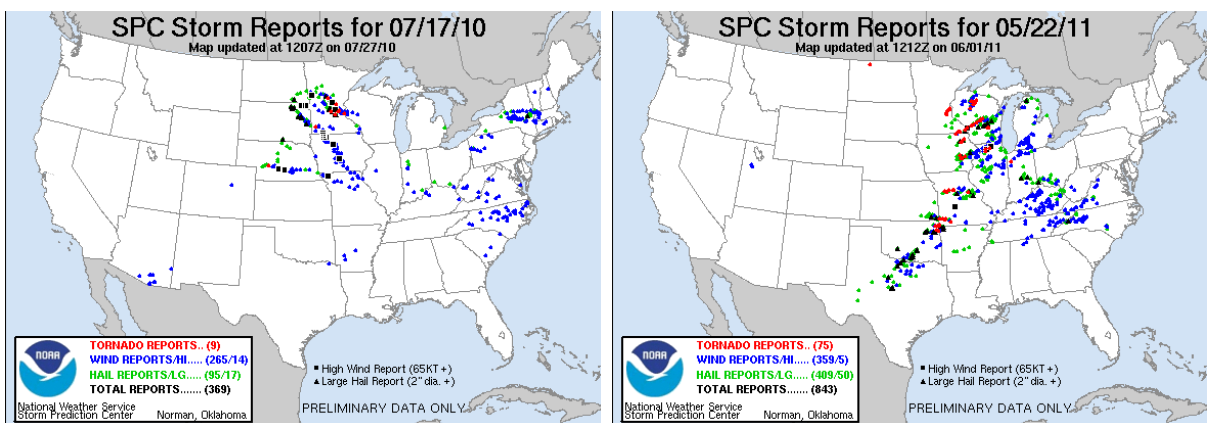 SPC Storm Reports for 07/17/10
Map updated at 1207Z on 07/27/10
TORNADO REPORTS.. (9)
WIND REPORTS/HI..... (265/14)
HAIL REPORTS/LG..... (95/17)
TOTAL REPORTS....... (369)
NOAA
National Weather Service
Storm Prediction Center
Norman, Oklahoma
High Wind Report (65KT +)
Large Hail Report (2" dia. +)
PRELIMINARY DATA ONLY
SPC Storm Reports for 05/22/11
Map updated at 1212Z on 06/01/11
TORNADO REPORTS.. (75)
WIND REPORTS/HI..... (359/5)
HAIL REPORTS/LG..... (409/50)
TOTAL REPORTS....... (843)
NOAA
National Weather Service
Storm Prediction Center
Norman, Oklahoma
High Wind Report (65KT +)
Large Hail Report (2" dia. +)
PRELIMINARY DATA ONLY